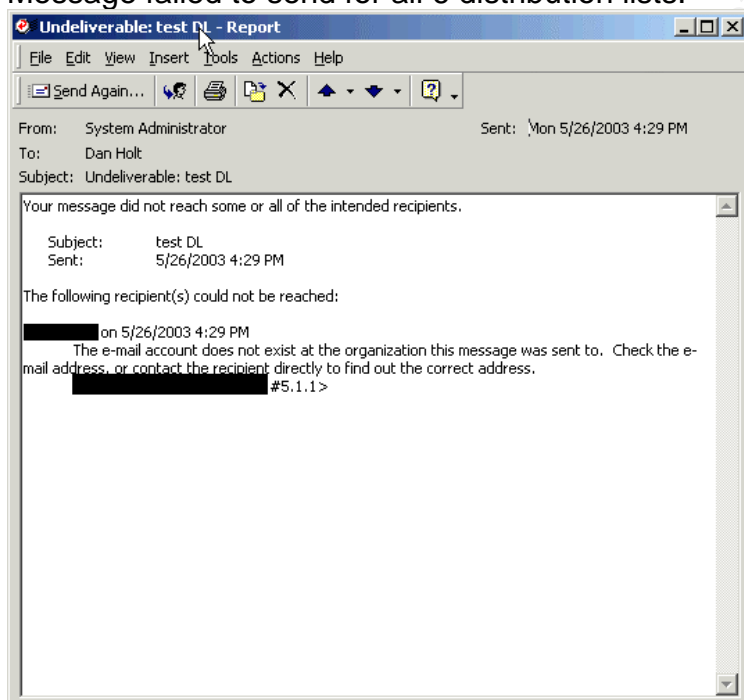 Message failed to send for all 3 distribution lists.
Undeliverable: test DL - Report
File Edit View Insert Tools Actions Help
Send Again...
From: System Administrator Sent: Mon 5/26/2003 4:29 PM
To: Dan Holt
Subject: Undeliverable: test DL
Your message did not reach some or all of the intended recipients.
Subject: test DL
Sent: 5/26/2003 4:29 PM
The following recipient(s) could not be reached:
on 5/26/2003 4:29 PM
The e-mail account does not exist at the organization this message was sent to. Check the e-
mail address, or contact the recipient directly to find out the correct address.
#5.1.1>